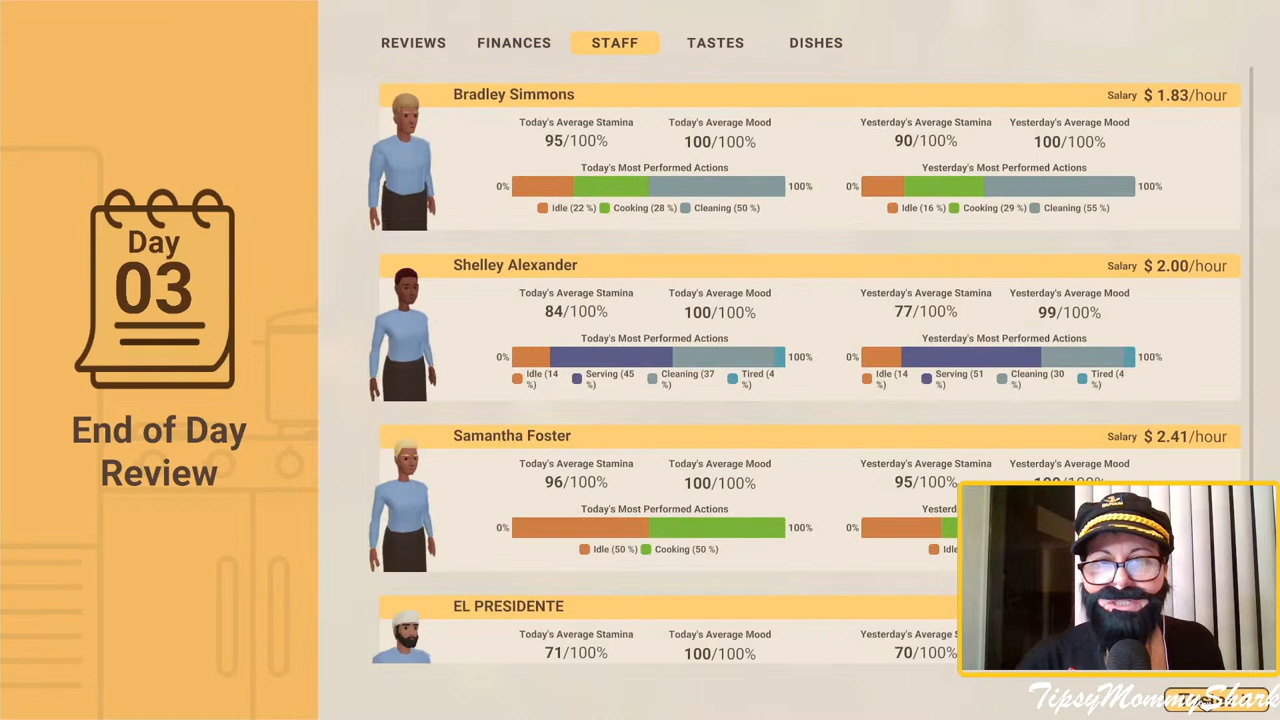 REVIEWS FINANCES STAFF TASTES DISHES
Day
03
End of Day
Review
Bradley Simmons Salary $ 1.83/hour
Today's Average Stamina Today's Average Mood Yesterday's Average Stamina Yesterday's Average Mood
95/100% 100/100% 90/100% 100/100%
Today's Most Performed Actions Yesterday's Most Performed Actions
0% 100% 0% 100%
Idle (22 %) Cooking (28 %) Cleaning (50 %) Idle (16 %) Cooking (29 %) Cleaning (55 %)
Shelley Alexander Salary $ 2.00/hour
Today's Average Stamina Today's Average Mood Yesterday's Average Stamina Yesterday's Average Mood
84/100% 100/100% 77/100% 99/100%
Today's Most Performed Actions Yesterday's Most Performed Actions
0% 100% 0% 100%
Idle (14 %) Serving (45 %) Cleaning (37 %) Tired (4 %) Idle (14 %) Serving (51 %) Cleaning (30 %) Tired (4 %)
Samantha Foster Salary $ 2.41/hour
Today's Average Stamina Today's Average Mood Yesterday's Average Stamina Yesterday's Average Mood
96/100% 100/100% 95/100%
Today's Most Performed Actions
0% 100% 0%
Idle (50 %) Cooking (50 %) Idle
EL PRESIDENTE
Today's Average Stamina Today's Average Mood Yesterday's Average
71/100% 100/100% 70/100%
TipsyMommyShark